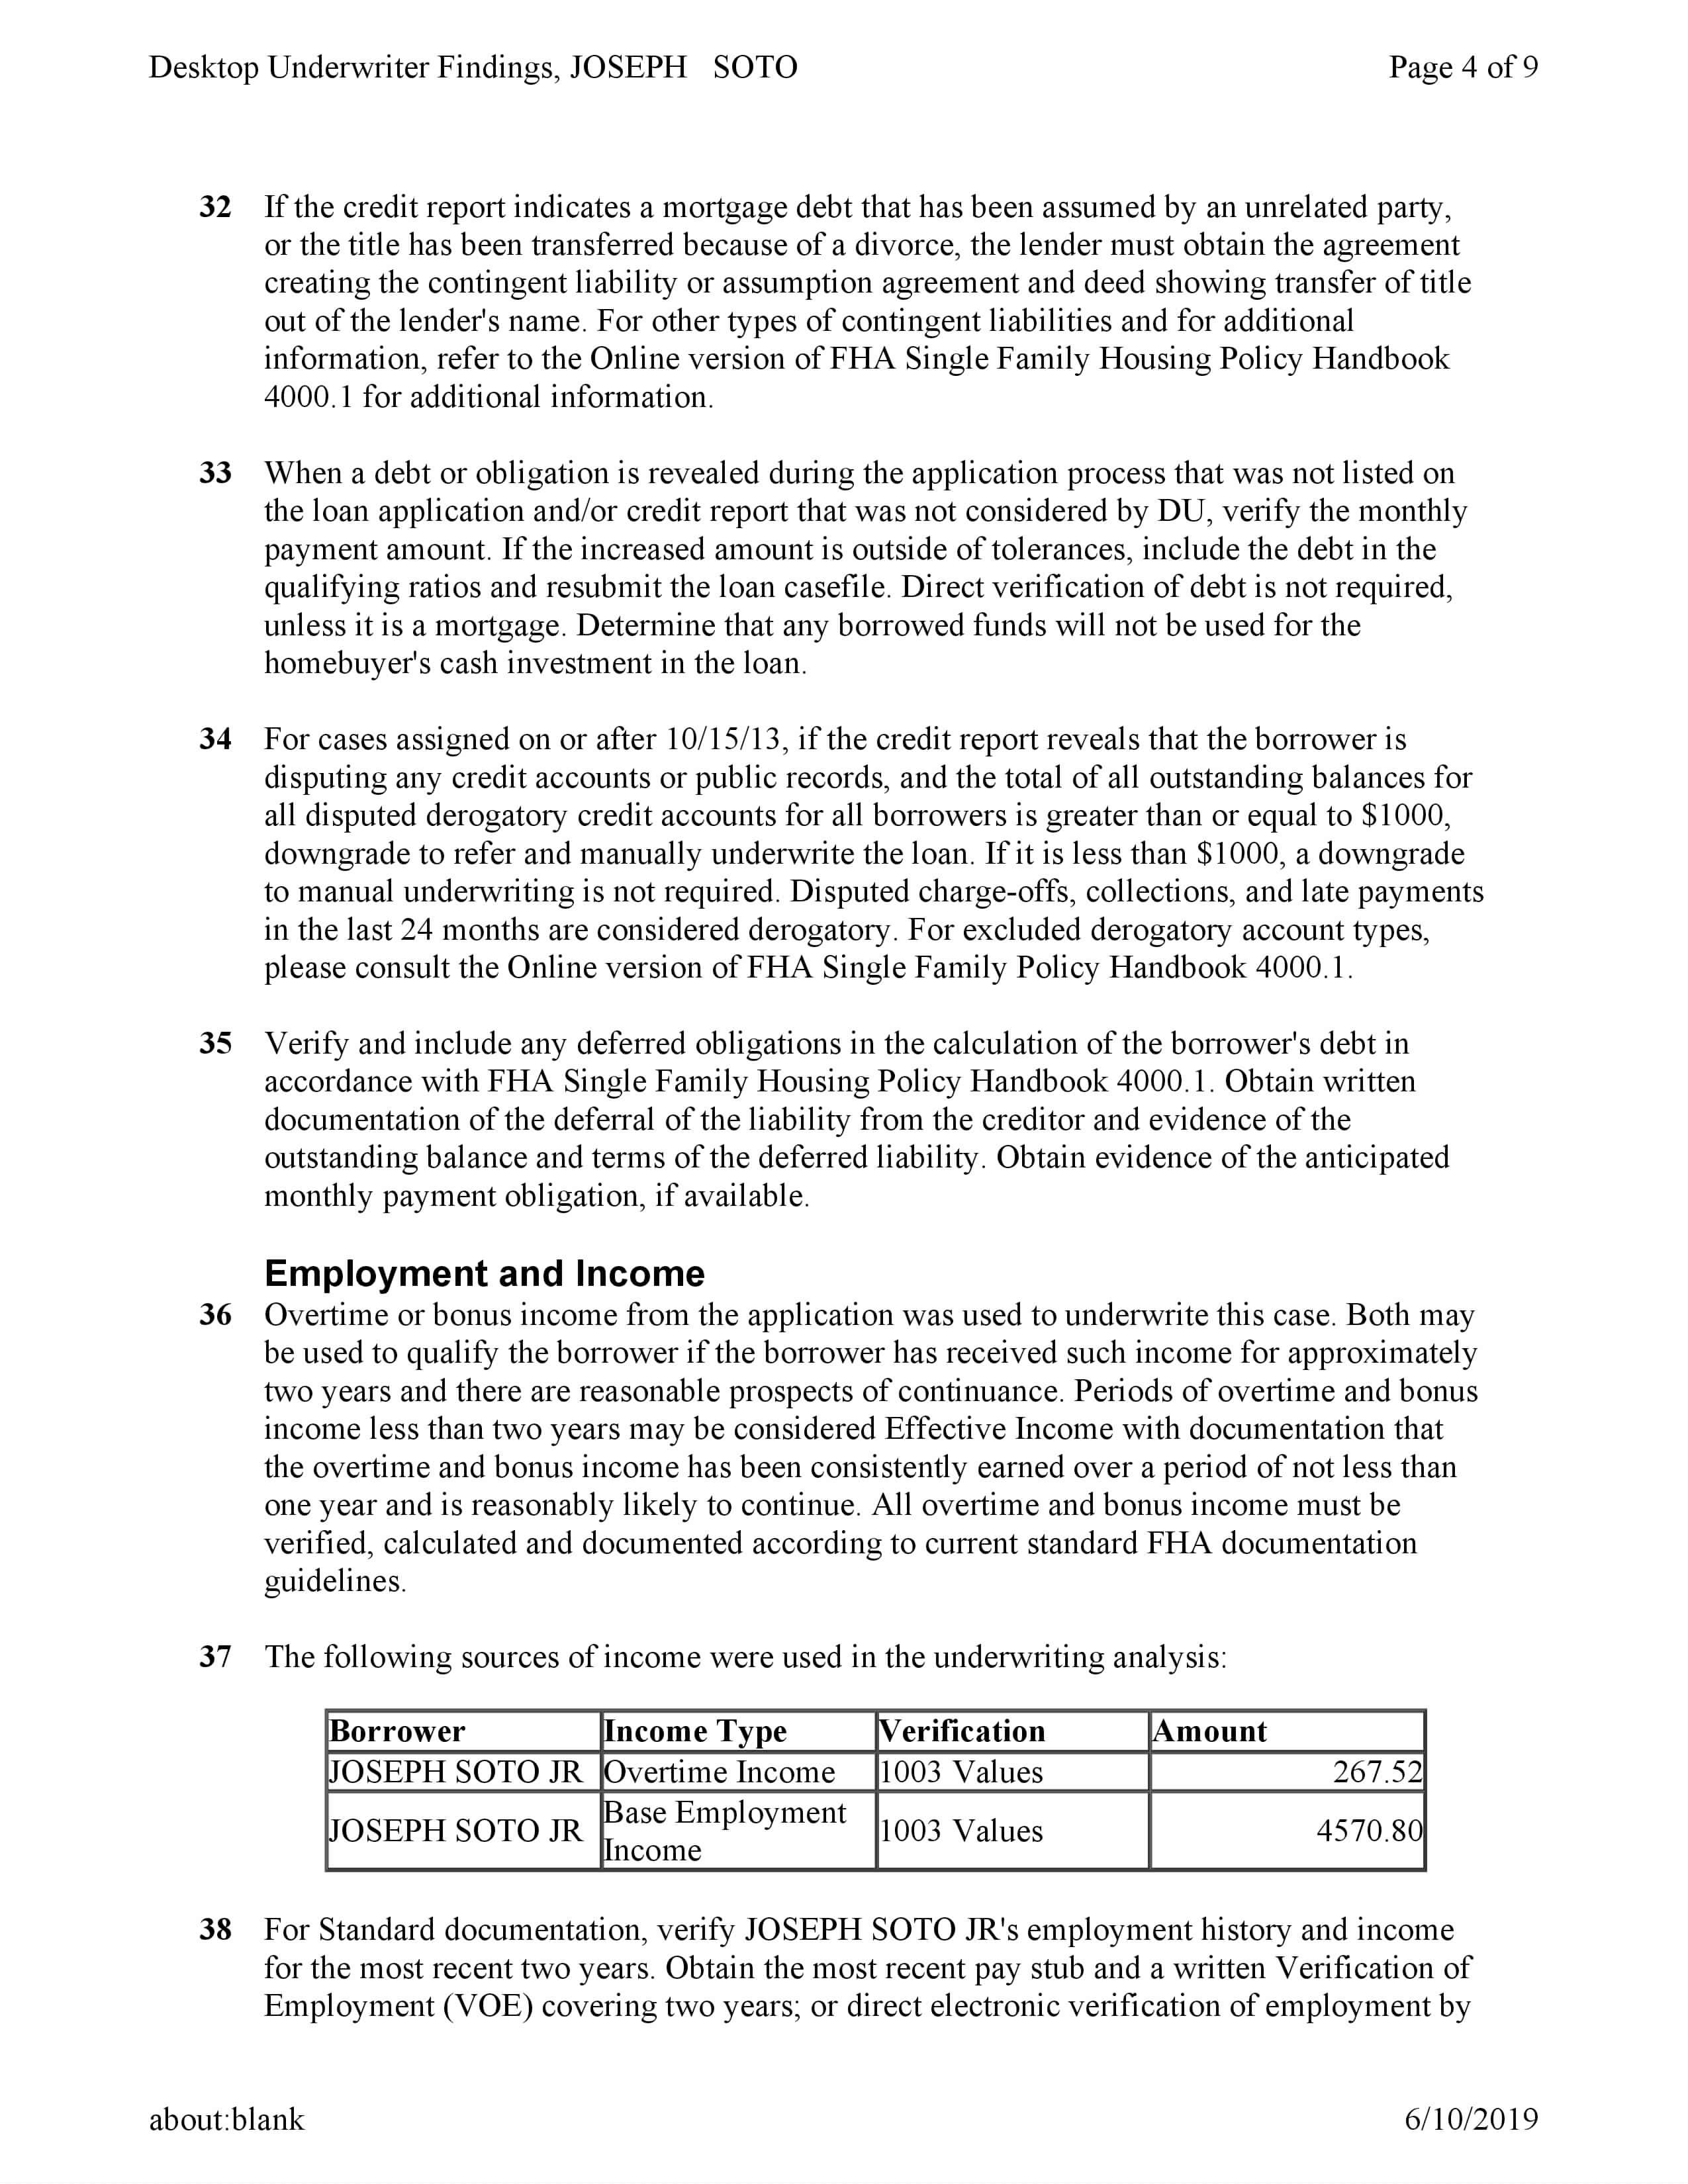 Desktop Underwriter Findings, JOSEPH SOTO Page 4 of 9
32 If the credit report indicates a mortgage debt that has been assumed by an unrelated party,
or the title has been transferred because of a divorce, the lender must obtain the agreement
creating the contingent liability or assumption agreement and deed showing transfer of title
out of the lender's name. For other types of contingent liabilities and for additional
information, refer to the Online version of FHA Single Family Housing Policy Handbook
4000.1 for additional information.
33 When a debt or obligation is revealed during the application process that was not listed on
the loan application and/or credit report that was not considered by DU, verify the monthly
payment amount. If the increased amount is outside of tolerances, include the debt in the
qualifying ratios and resubmit the loan casefile. Direct verification of debt is not required,
unless it is a mortgage. Determine that any borrowed funds will not be used for the
homebuyer's cash investment in the loan.
34 For cases assigned on or after 10/15/13, if the credit report reveals that the borrower is
disputing any credit accounts or public records, and the total of all outstanding balances for
all disputed derogatory credit accounts for all borrowers is greater than or equal to $1000,
downgrade to refer and manually underwrite the loan. If it is less than $1000, a downgrade
to manual underwriting is not required. Disputed charge-offs, collections, and late payments
in the last 24 months are considered derogatory. For excluded derogatory account types,
please consult the Online version of FHA Single Family Policy Handbook 4000.1.
35 Verify and include any deferred obligations in the calculation of the borrower's debt in
accordance with FHA Single Family Housing Policy Handbook 4000.1. Obtain written
documentation of the deferral of the liability from the creditor and evidence of the
outstanding balance and terms of the deferred liability. Obtain evidence of the anticipated
monthly payment obligation, if available.
Employment and Income
36 Overtime or bonus income from the application was used to underwrite this case. Both may
be used to qualify the borrower if the borrower has received such income for approximately
two years and there are reasonable prospects of continuance. Periods of overtime and bonus
income less than two years may be considered Effective Income with documentation that
the overtime and bonus income has been consistently earned over a period of not less than
one year and is reasonably likely to continue. All overtime and bonus income must be
verified, calculated and documented according to current standard FHA documentation
guidelines.
37 The following sources of income were used in the underwriting analysis:
Borrower Income Type Verification Amount
JOSEPH SOTO JR Overtime Income 1003 Values 267.52
JOSEPH SOTO JR Base Employment Income 1003 Values 4570.80
38 For Standard documentation, verify JOSEPH SOTO JR's employment history and income
for the most recent two years. Obtain the most recent pay stub and a written Verification of
Employment (VOE) covering two years; or direct electronic verification of employment by
about:blank 6/10/2019